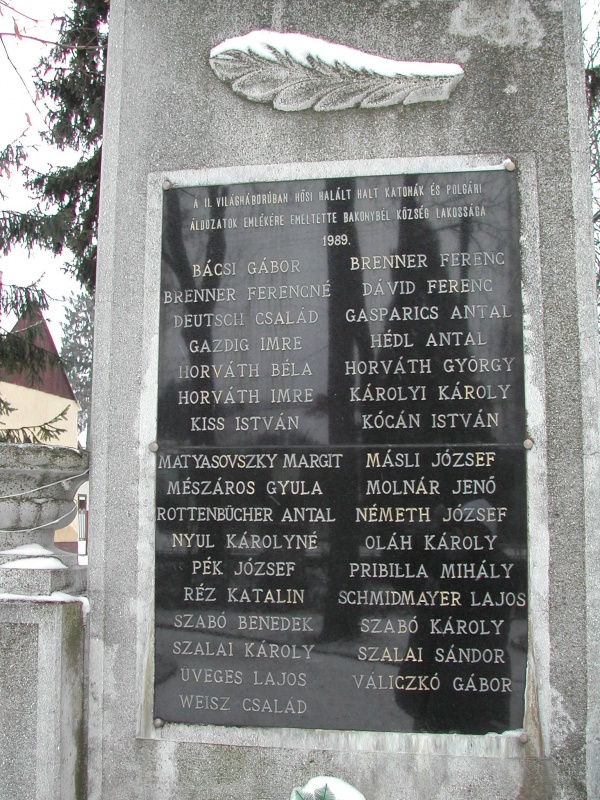 A II. VILÁGHÁBORÚBAN HŐSI HALÁLT HALT KATONÁK ÉS POLGÁRI
ÁLDOZATOK EMLÉKÉRE EMELTETTE BAKONYBÉL KÖZSÉG LAKOSSÁGA
1989.
BÁCSI GÁBOR BRENNER FERENC
BRENNER FERENCNÉ DÁVID FERENC
DEUTSCH CSALÁD GASPARICS ANTAL
GAZDIG IMRE HÉDL ANTAL
HORVÁTH BÉLA HORVÁTH GYÖRGY
HORVÁTH IMRE KÁROLYI KÁROLY
KISS ISTVÁN KÓCÁN ISTVÁN
MATYASOVSZKY MARGIT MÁSLI JÓZSEF
MÉSZÁROS GYULA MOLNÁR JENŐ
ROTTENBÜCHER ANTAL NÉMETH JÓZSEF
NYUL KÁROLYNÉ OLÁH KÁROLY
PÉK JÓZSEF PRIBILLA MIHÁLY
RÉZ KATALIN SCHMIDMAYER LAJOS
SZABÓ BENEDEK SZABÓ KÁROLY
SZALAI KÁROLY SZALAI SÁNDOR
ÜVEGES LAJOS VÁLICZKÓ GÁBOR
WEISZ CSALÁD